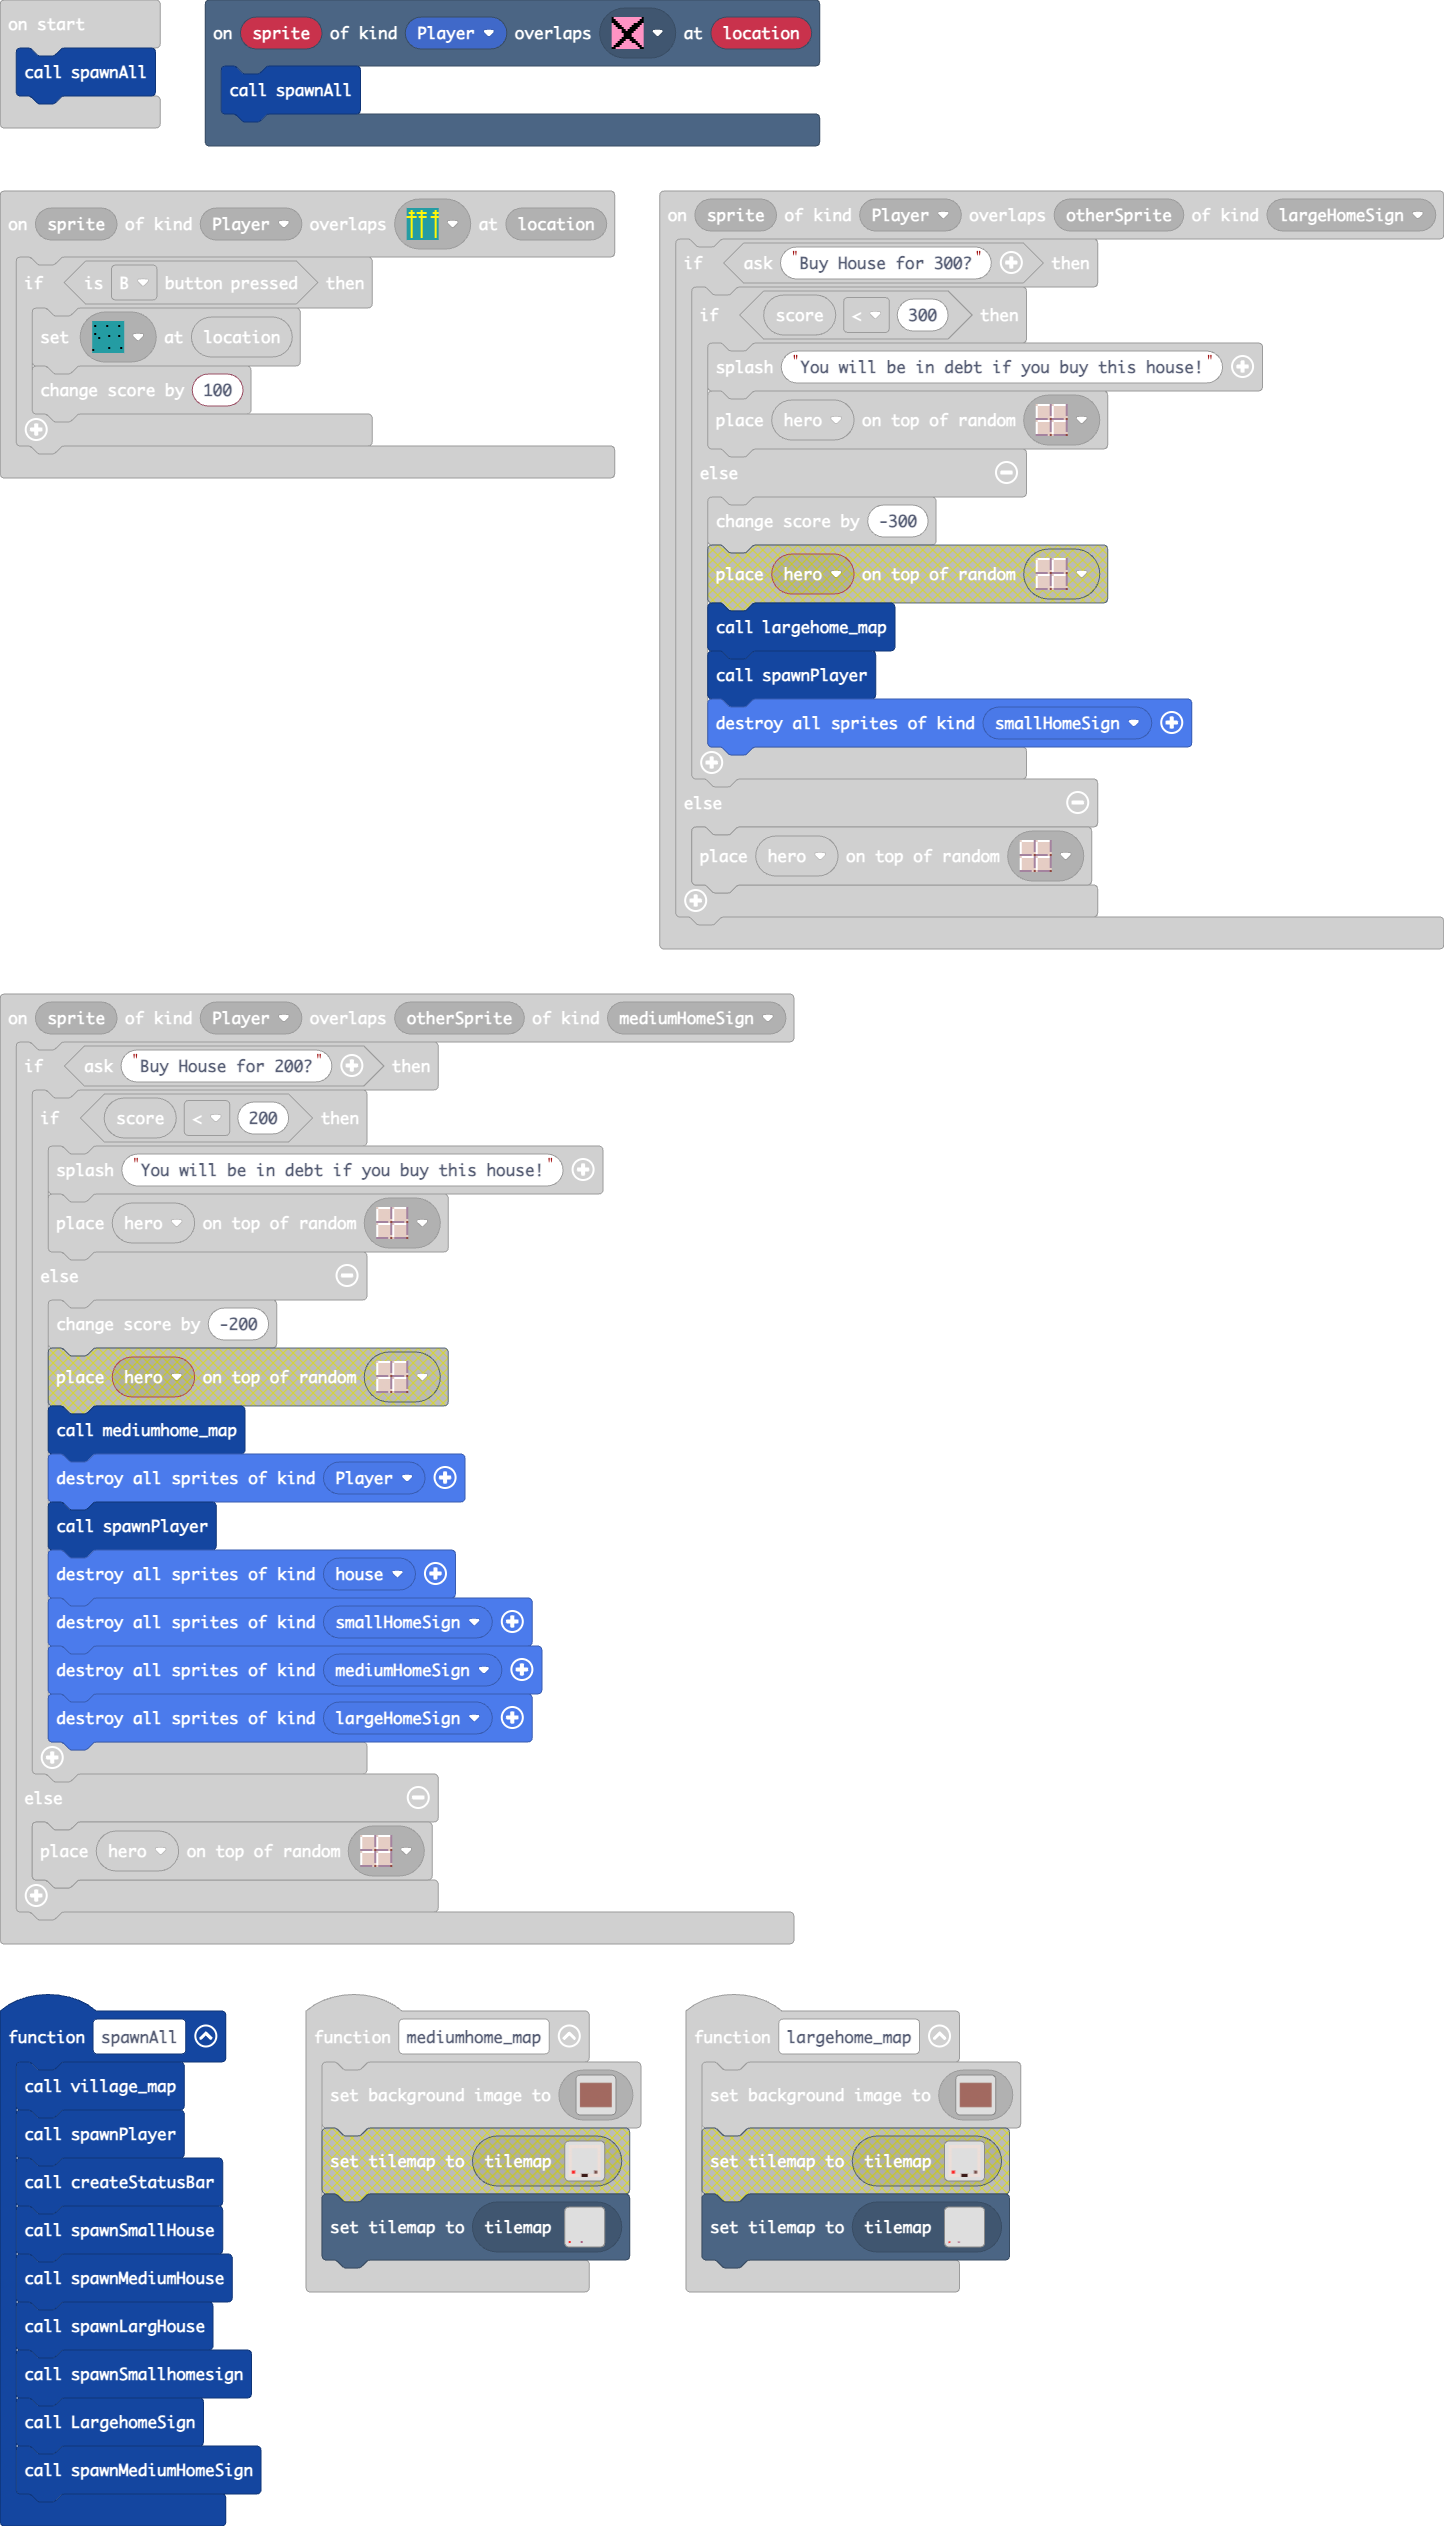 on start
call spawnAll
on sprite of kind Player overlaps at location
call spawnAll
on sprite of kind Player overlaps at location
if is B button pressed then
set at location
change score by 100
on sprite of kind Player overlaps otherSprite of kind largeHomeSign
if ask "Buy House for 300?" then
if score < 300 then
splash "You will be in debt if you buy this house!"
place hero on top of random
else
change score by -300
place hero on top of random
call largehome_map
call spawnPlayer
destroy all sprites of kind smallHomeSign
else
place hero on top of random
on sprite of kind Player overlaps otherSprite of kind mediumHomeSign
if ask "Buy House for 200?" then
if score < 200 then
splash "You will be in debt if you buy this house!"
place hero on top of random
else
change score by -200
place hero on top of random
call mediumhome_map
destroy all sprites of kind Player
call spawnPlayer
destroy all sprites of kind house
destroy all sprites of kind smallHomeSign
destroy all sprites of kind mediumHomeSign
destroy all sprites of kind largeHomeSign
else
place hero on top of random
function spawnAll
call village_map
call spawnPlayer
call createStatusBar
call spawnSmallHouse
call spawnMediumHouse
call spawnLargHouse
call spawnSmallhomesign
call LargehomeSign
call spawnMediumHomeSign
function mediumhome_map
set background image to
set tilemap to tilemap
set tilemap to tilemap
function largehome_map
set background image to
set tilemap to tilemap
set tilemap to tilemap